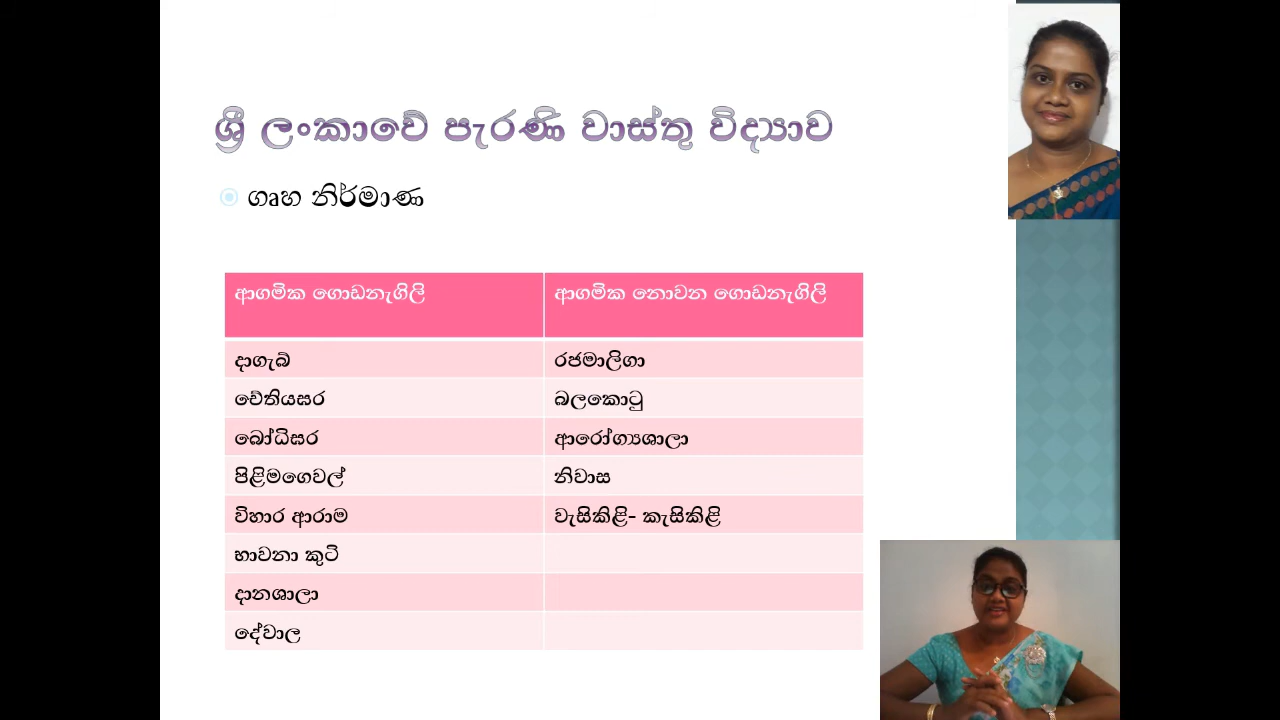 ශ්‍රී ලංකාවේ පැරණි වාස්තු විද්‍යාව
ගෘහ නිර්මාණ
ආගමික ගොඩනැගිලි
ආගමික නොවන ගොඩනැගිලි
දාගැබ්
රජමාලිගා
චේතියඝර
බලකොටු
බෝධිඝර
ආරෝග්‍යශාලා
පිළිමගෙවල්
නිවාස
විහාර ආරාම
වැසිකිළි- කැසිකිළි
භාවනා කුටි
දානශාලා
දේවාල